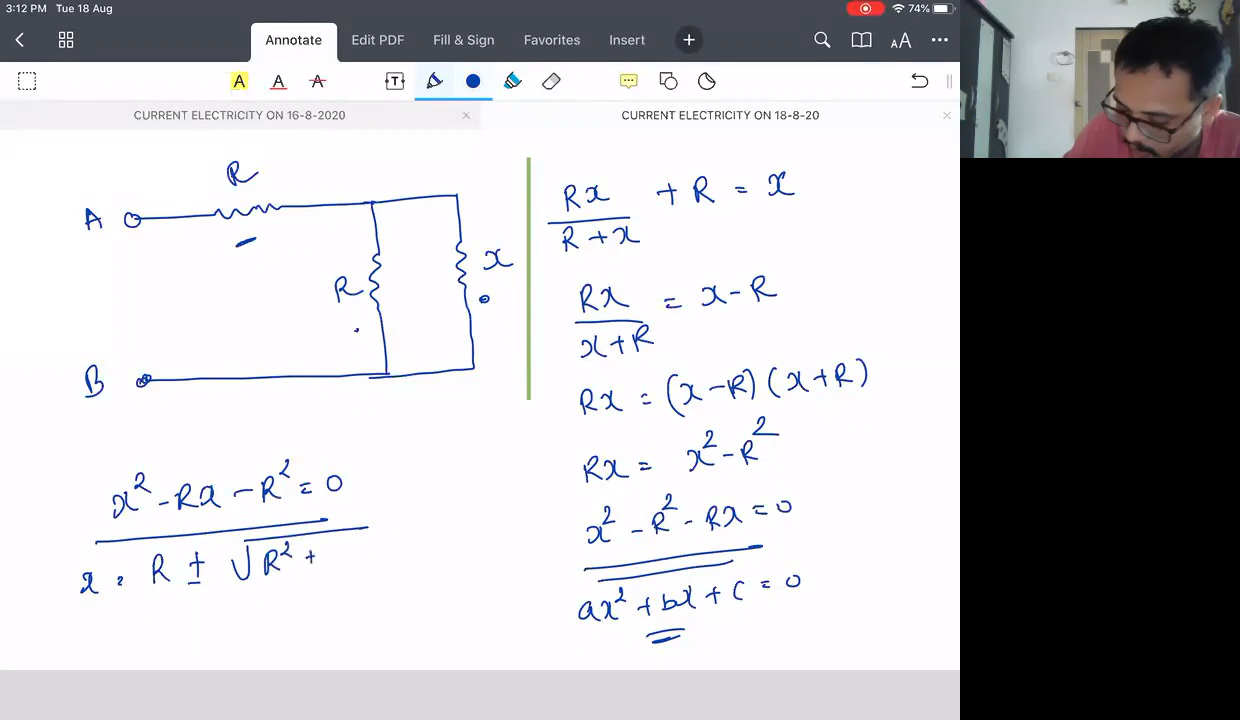 3:12 PM Tue 18 Aug
74%
Annotate
Edit PDF
Fill & Sign
Favorites
Insert
AA
A
A
A
T
CURRENT ELECTRICITY ON 16-8-2020
CURRENT ELECTRICITY ON 18-8-20
R
A
R
x
B
x² - Rx - R² = 0
x = R ± √R² +
Rx / R + x + R = x
Rx / x + R = x - R
Rx = (x - R) (x + R)
Rx = x² - R²
x² - R² - Rx = 0
ax² + bx + c = 0